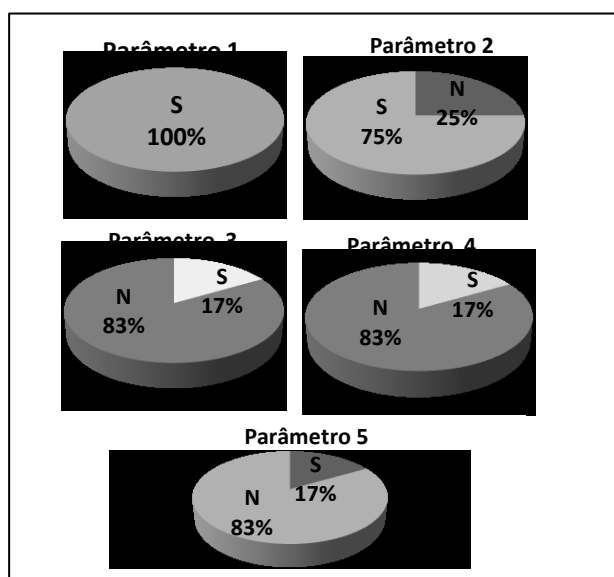 Parâmetro 1
S
100%
Parâmetro 2
N
25%
S
75%
Parâmetro 3
S
17%
N
83%
Parâmetro 4
S
17%
N
83%
Parâmetro 5
S
17%
N
83%